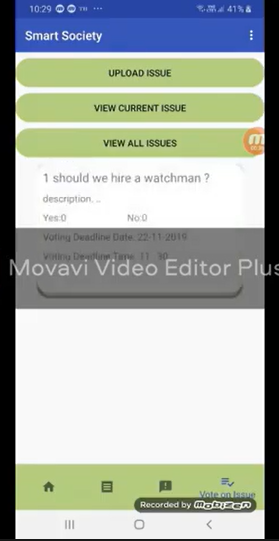 10:29 41%
Smart Society
UPLOAD ISSUE
VIEW CURRENT ISSUE
VIEW ALL ISSUES
1 should we hire a watchman ?
description. ..
Yes:0 No:0
Voting Deadline Date: 22-11-2019
Voting Deadline Time: 11 30
Movavi Video Editor Plus
Vote on Issue
Recorded by mobizen